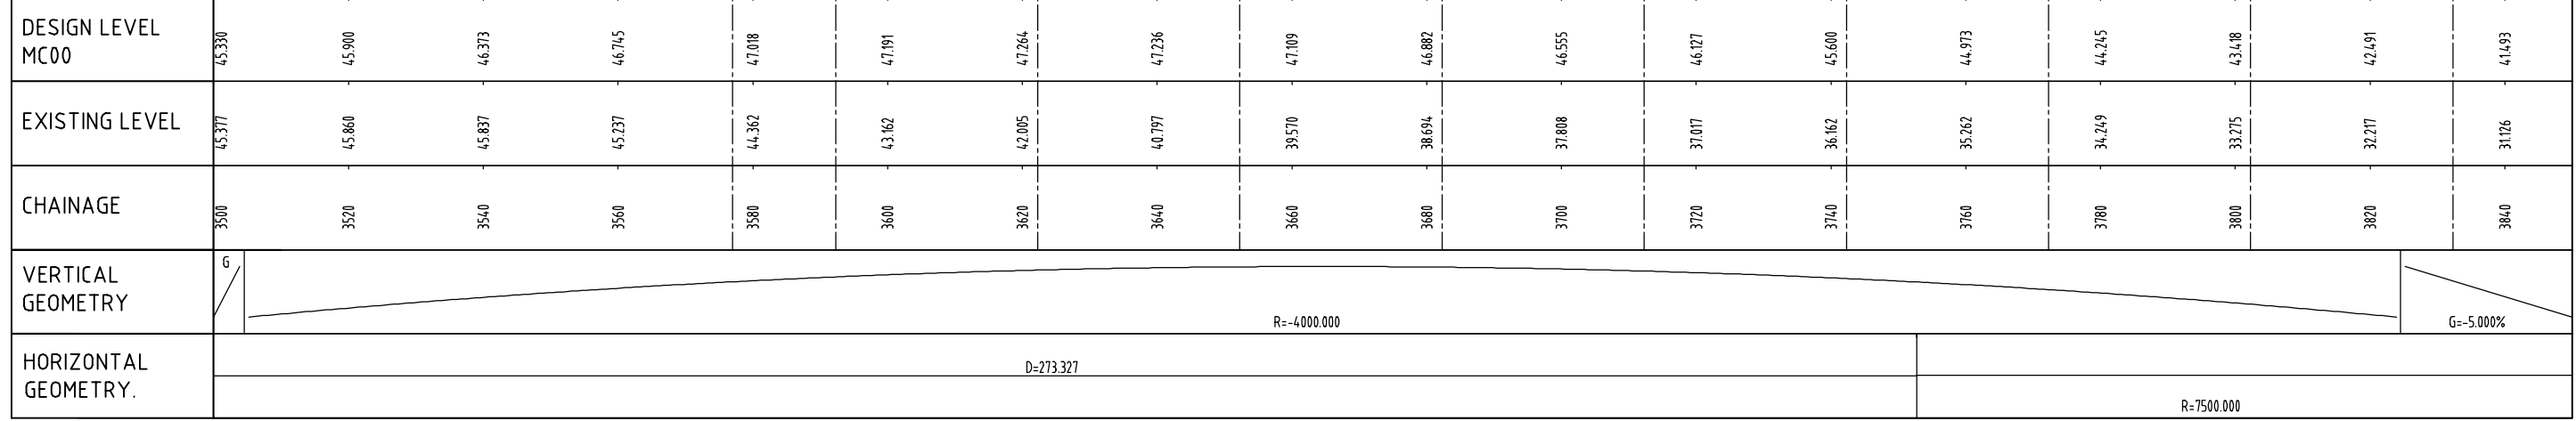 DESIGN LEVEL
MC00
45.330 45.900 46.373 46.745 47.018 47.191 47.264 47.236 47.109 46.882 46.555 46.127 45.600 44.973 44.245 43.418 42.491 41.493
EXISTING LEVEL
45.377 45.860 45.837 45.237 44.362 43.162 42.005 40.797 39.570 38.694 37.808 37.017 36.162 35.262 34.249 33.275 32.217 31.126
CHAINAGE
3500 3520 3540 3560 3580 3600 3620 3640 3660 3680 3700 3720 3740 3760 3780 3800 3820 3840
VERTICAL
GEOMETRY
G
R=-4000.000
G=-5.000%
HORIZONTAL
GEOMETRY.
D=273.327
R=7500.000